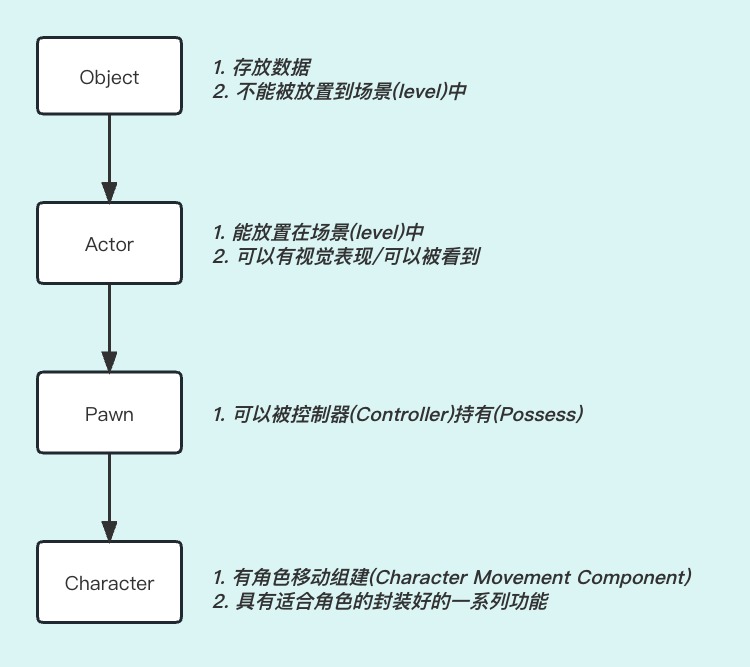 Object
1. 存放数据
2. 不能被放置到场景(level)中
Actor
1. 能放置在场景(level)中
2. 可以有视觉表现/可以被看到
Pawn
1. 可以被控制器(Controller)持有(Possess)
Character
1. 有角色移动组建(Character Movement Component)
2. 具有适合角色的封装好的一系列功能